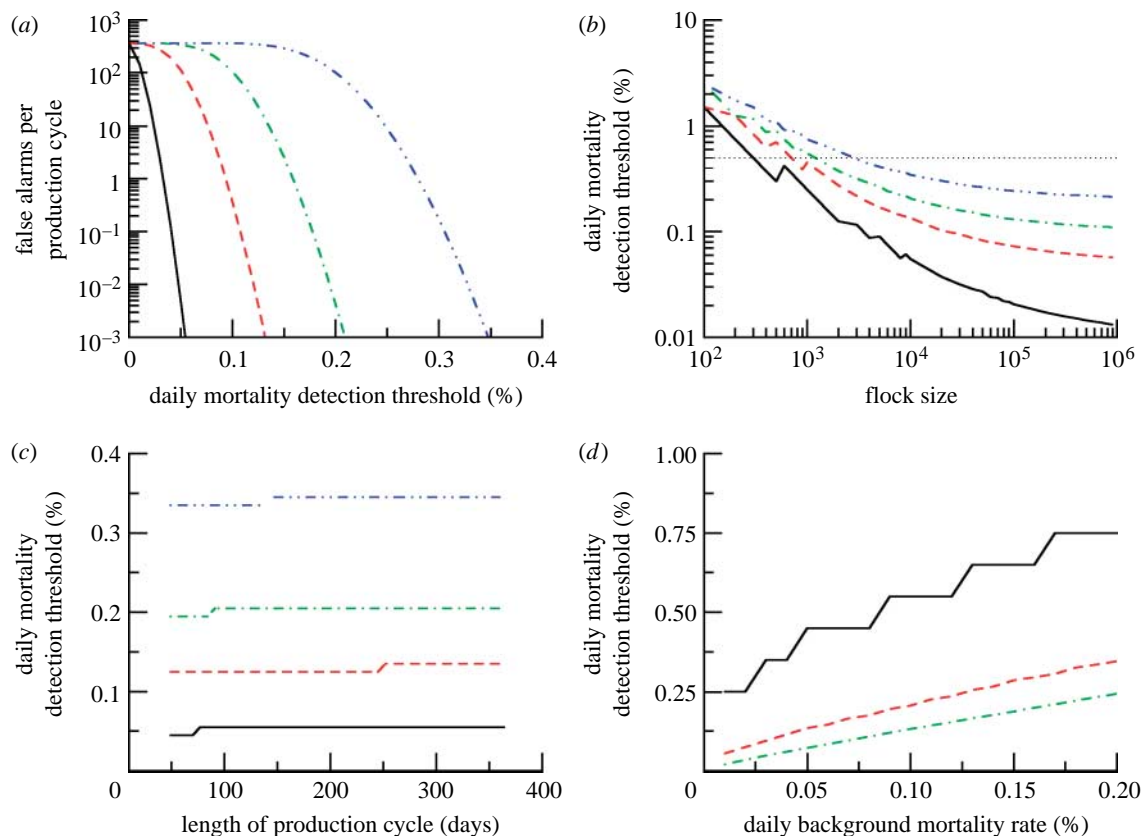 (a)
10³
10²
10
1
10⁻¹
10⁻²
10⁻³
false alarms per
production cycle
0
0.1
0.2
0.3
0.4
daily mortality detection threshold (%)
(b)
10
1
0.1
0.01
daily mortality
detection threshold (%)
10²
10³
10⁴
10⁵
10⁶
flock size
(c)
0.4
0.3
0.2
0.1
daily mortality
detection threshold (%)
0
100
200
300
400
length of production cycle (days)
(d)
1.00
0.75
0.50
0.25
daily mortality
detection threshold (%)
0
0.05
0.10
0.15
0.20
daily background mortality rate (%)